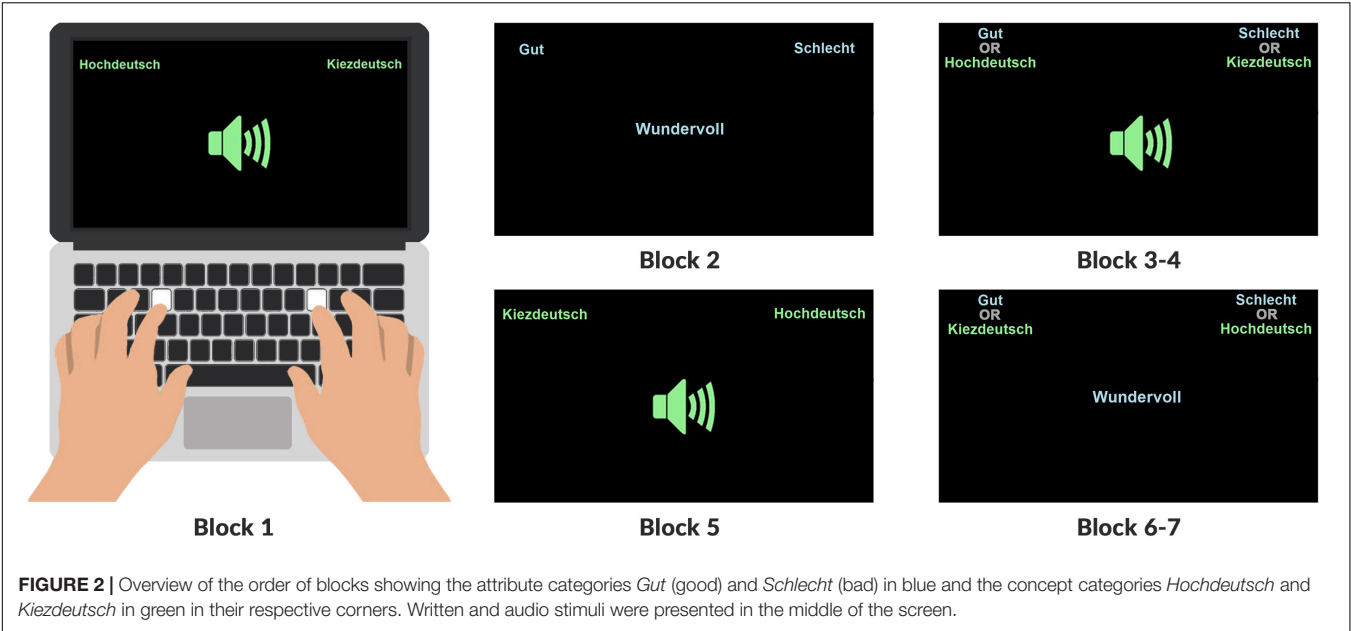 Hochdeutsch Kiezdeutsch
Block 1
Gut Schlecht
Wundervoll
Block 2
Gut Schlecht
OR OR
Hochdeutsch Kiezdeutsch
Block 3-4
Kiezdeutsch Hochdeutsch
Block 5
Gut Schlecht
OR OR
Kiezdeutsch Hochdeutsch
Wundervoll
Block 6-7
FIGURE 2 | Overview of the order of blocks showing the attribute categories Gut (good) and Schlecht (bad) in blue and the concept categories Hochdeutsch and
Kiezdeutsch in green in their respective corners. Written and audio stimuli were presented in the middle of the screen.